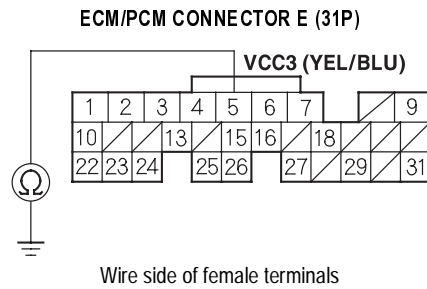 ECM/PCM CONNECTOR E (31P)
VCC3 (YEL/BLU)
1 2 3 4 5 6 7 9
10 13 15 16 18
22 23 24 25 26 27 29 31
Ω
Wire side of female terminals